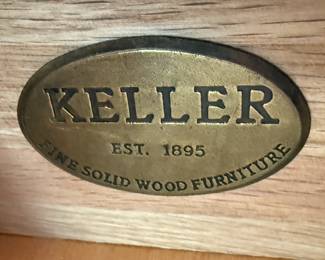 KELLER
EST. 1895
FINE SOLID WOOD FURNITURE